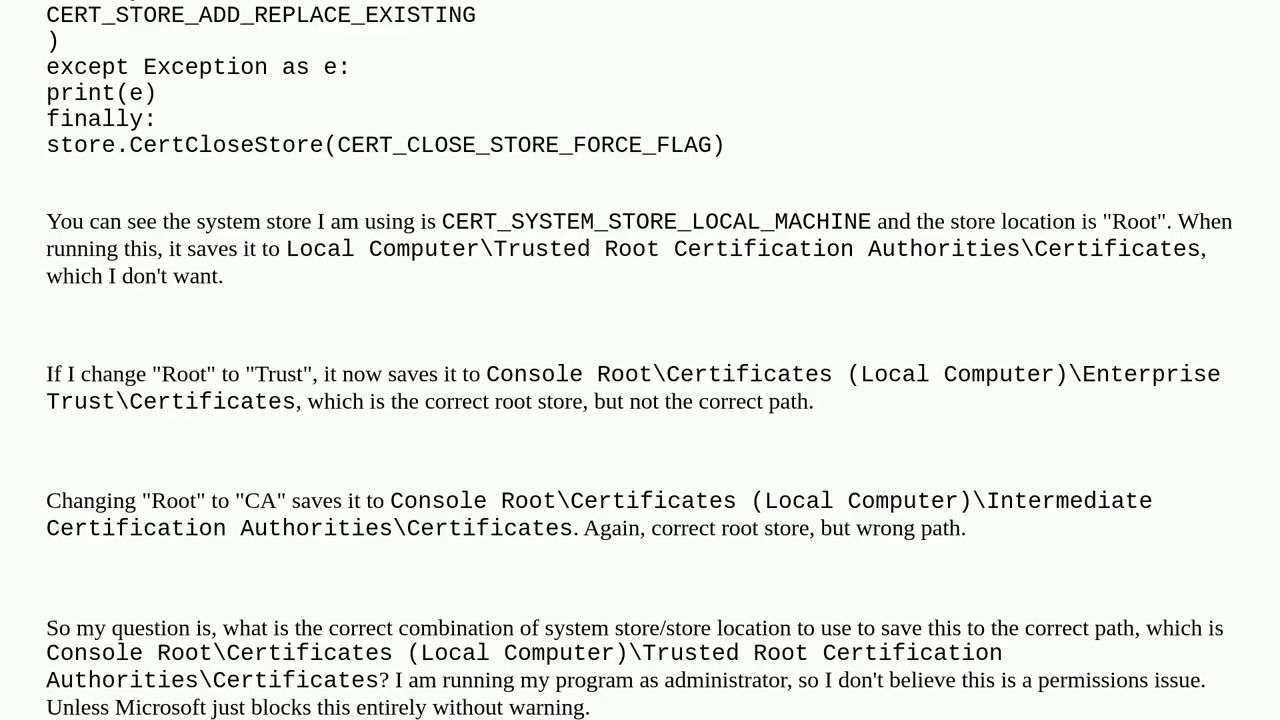 CERT_STORE_ADD_REPLACE_EXISTING
)
except Exception as e:
print(e)
finally:
store.CertCloseStore(CERT_CLOSE_STORE_FORCE_FLAG)
You can see the system store I am using is CERT_SYSTEM_STORE_LOCAL_MACHINE and the store location is "Root". When
running this, it saves it to Local Computer\Trusted Root Certification Authorities\Certificates,
which I don't want.
If I change "Root" to "Trust", it now saves it to Console Root\Certificates (Local Computer)\Enterprise
Trust\Certificates, which is the correct root store, but not the correct path.
Changing "Root" to "CA" saves it to Console Root\Certificates (Local Computer)\Intermediate
Certification Authorities\Certificates. Again, correct root store, but wrong path.
So my question is, what is the correct combination of system store/store location to use to save this to the correct path, which is
Console Root\Certificates (Local Computer)\Trusted Root Certification
Authorities\Certificates? I am running my program as administrator, so I don't believe this is a permissions issue.
Unless Microsoft just blocks this entirely without warning.